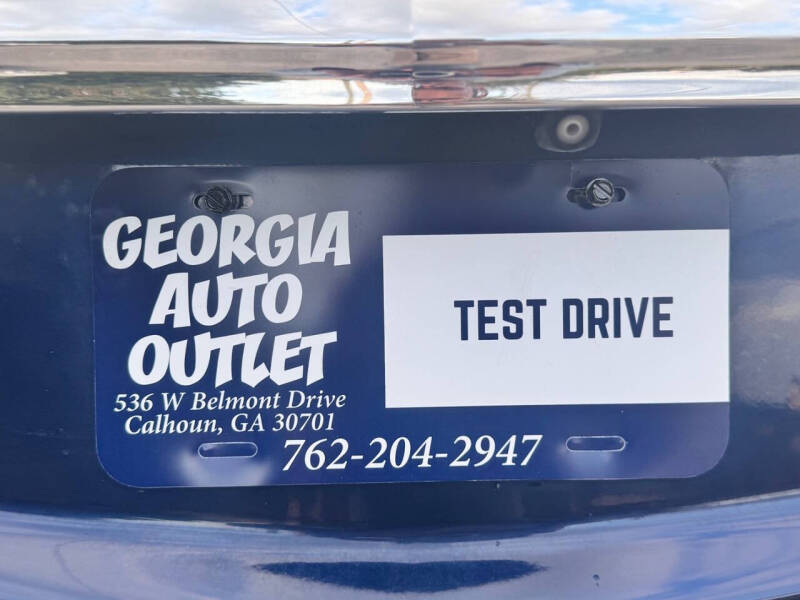 GEORGIA
AUTO
OUTLET
536 W Belmont Drive
Calhoun, GA 30701
762-204-2947
TEST DRIVE